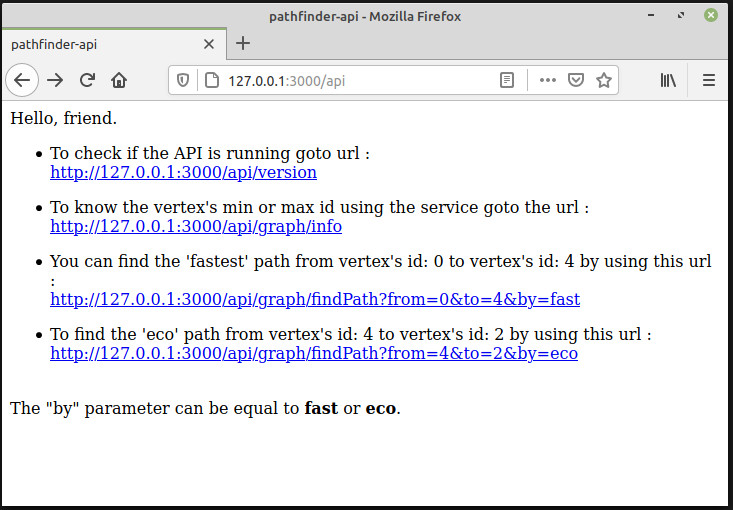 pathfinder-api - Mozilla Firefox
pathfinder-api
127.0.0.1:3000/api
Hello, friend.
To check if the API is running goto url :
http://127.0.0.1:3000/api/version
To know the vertex's min or max id using the service goto the url :
http://127.0.0.1:3000/api/graph/info
You can find the 'fastest' path from vertex's id: 0 to vertex's id: 4 by using this url
:
http://127.0.0.1:3000/api/graph/findPath?from=0&to=4&by=fast
To find the 'eco' path from vertex's id: 4 to vertex's id: 2 by using this url :
http://127.0.0.1:3000/api/graph/findPath?from=4&to=2&by=eco
The "by" parameter can be equal to fast or eco.